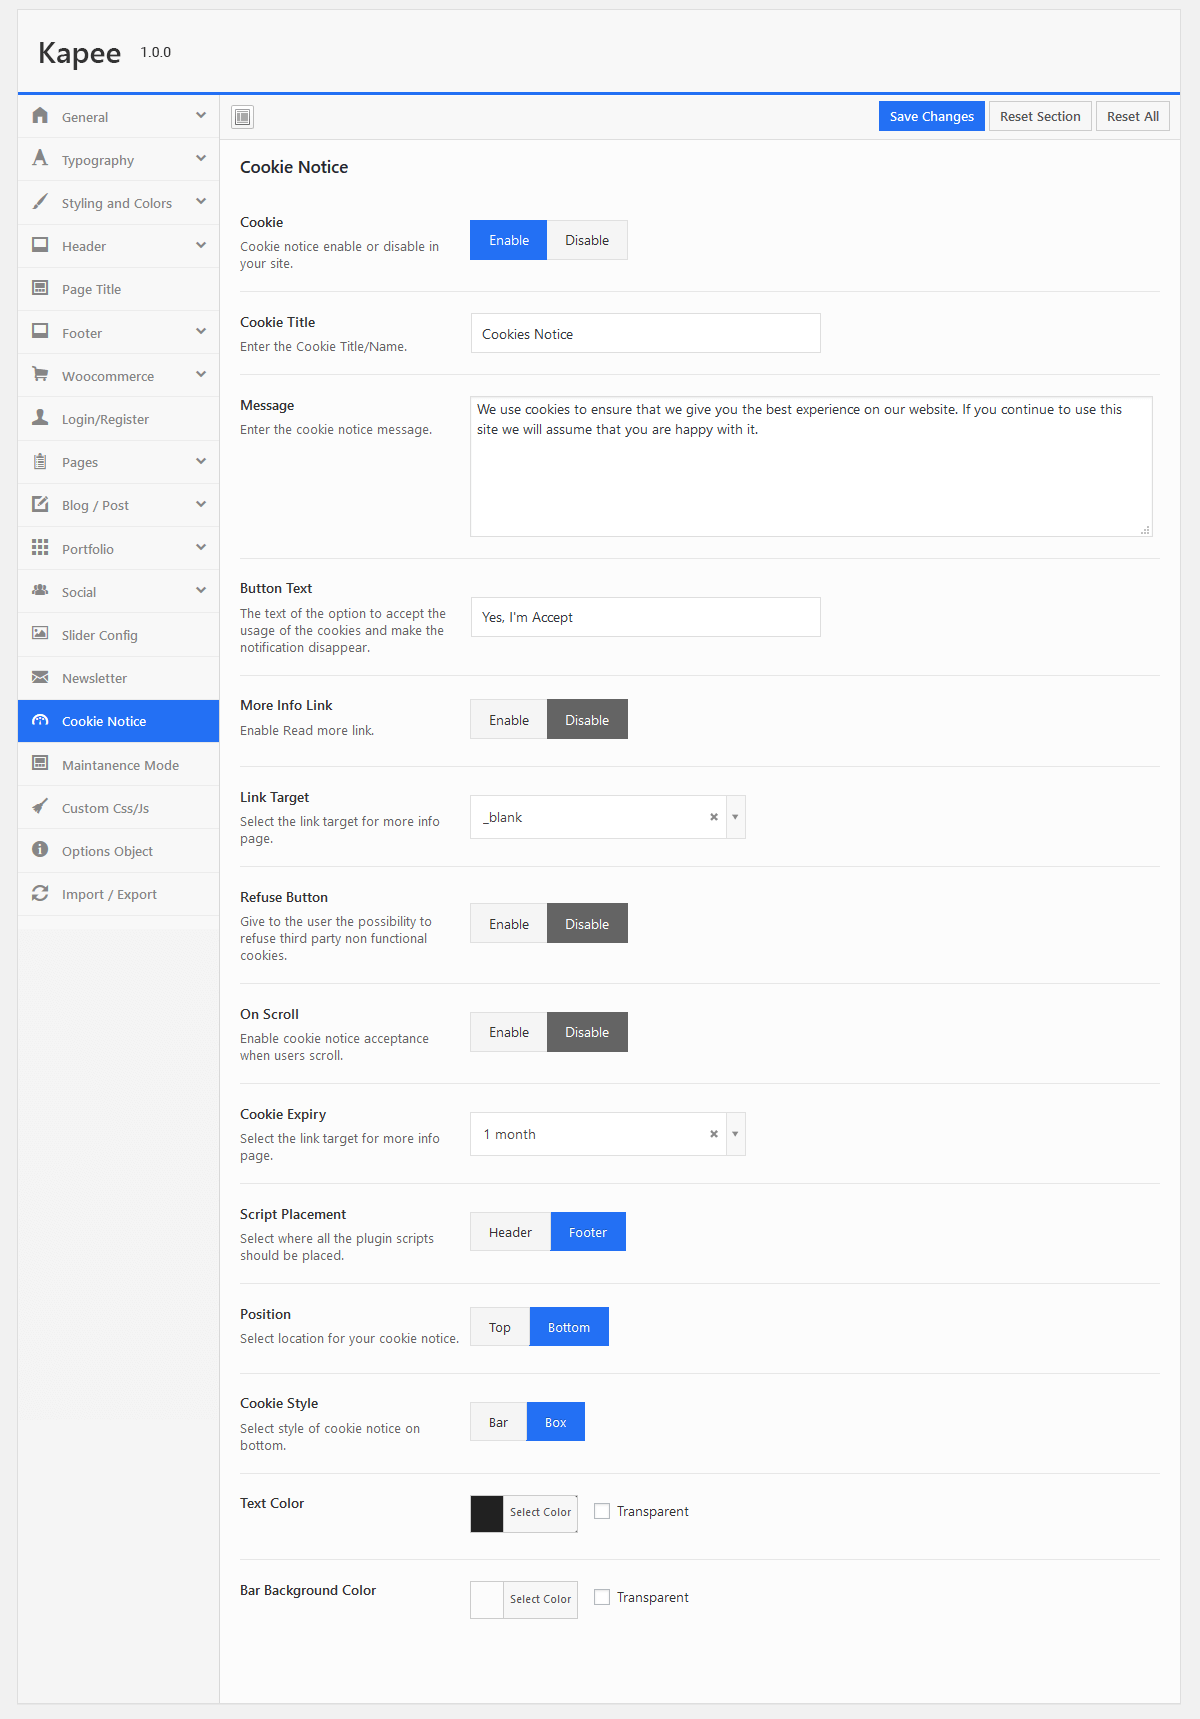 Kapee 1.0.0
General
Typography
Styling and Colors
Header
Page Title
Footer
Woocommerce
Login/Register
Pages
Blog / Post
Portfolio
Social
Slider Config
Newsletter
Cookie Notice
Maintanence Mode
Custom Css/Js
Options Object
Import / Export
Save Changes Reset Section Reset All
Cookie Notice
Cookie
Cookie notice enable or disable in
your site.
Enable Disable
Cookie Title
Enter the Cookie Title/Name.
Cookies Notice
Message
Enter the cookie notice message.
We use cookies to ensure that we give you the best experience on our website. If you continue to use this
site we will assume that you are happy with it.
Button Text
The text of the option to accept the
usage of the cookies and make the
notification disappear.
Yes, I'm Accept
More Info Link
Enable Read more link.
Enable Disable
Link Target
Select the link target for more info
page.
_blank
Refuse Button
Give to the user the possibility to
refuse third party non functional
cookies.
Enable Disable
On Scroll
Enable cookie notice acceptance
when users scroll.
Enable Disable
Cookie Expiry
Select the link target for more info
page.
1 month
Script Placement
Select where all the plugin scripts
should be placed.
Header Footer
Position
Select location for your cookie notice.
Top Bottom
Cookie Style
Select style of cookie notice on
bottom.
Bar Box
Text Color
Select Color Transparent
Bar Background Color
Select Color Transparent